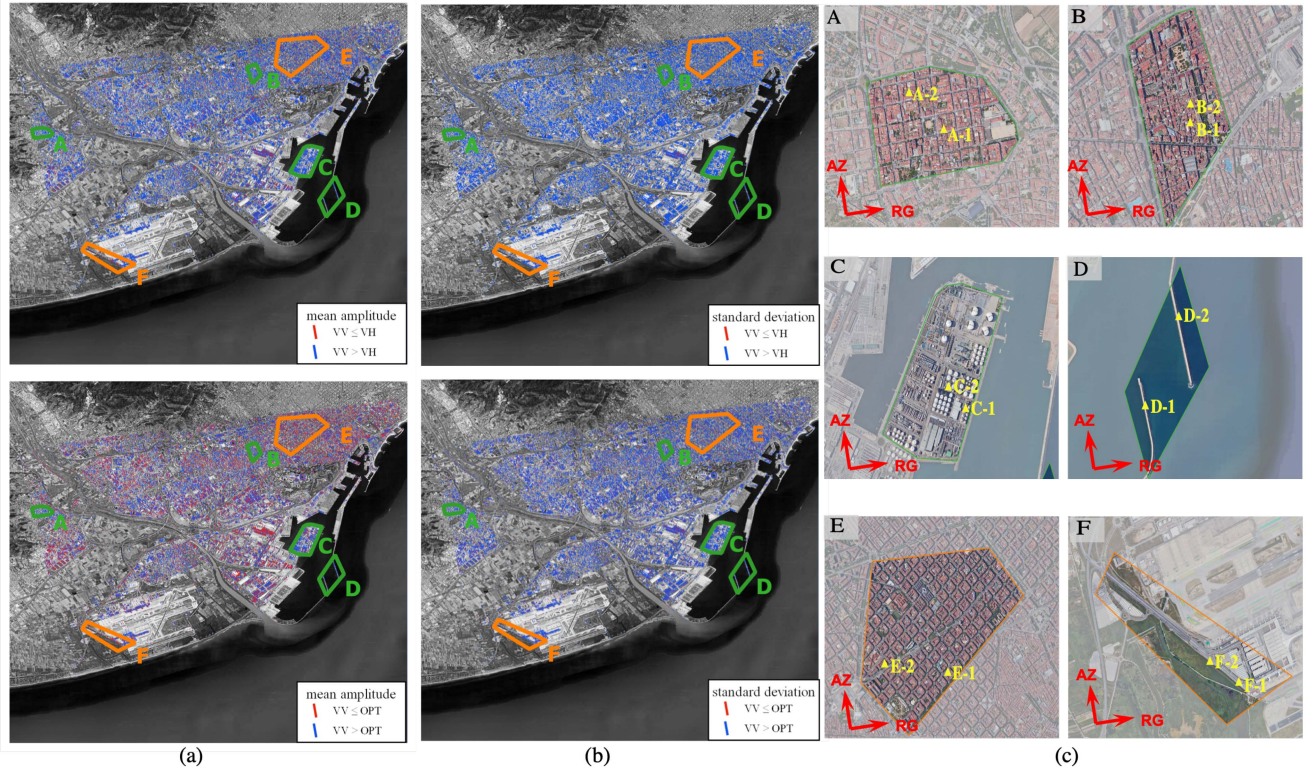 E
B
A
C
D
F
mean amplitude
VV ≤ VH
VV > VH
E
B
A
C
D
F
mean amplitude
VV ≤ OPT
VV > OPT
(a)
E
B
A
C
D
F
standard deviation
VV ≤ VH
VV > VH
E
B
A
C
D
F
standard deviation
VV ≤ OPT
VV > OPT
(b)
A
A-2
A-1
AZ
RG
B
B-2
B-1
AZ
RG
C
C-2
C-1
AZ
RG
D
D-2
D-1
AZ
RG
E
E-2
E-1
AZ
RG
F
F-2
F-1
AZ
RG
(c)